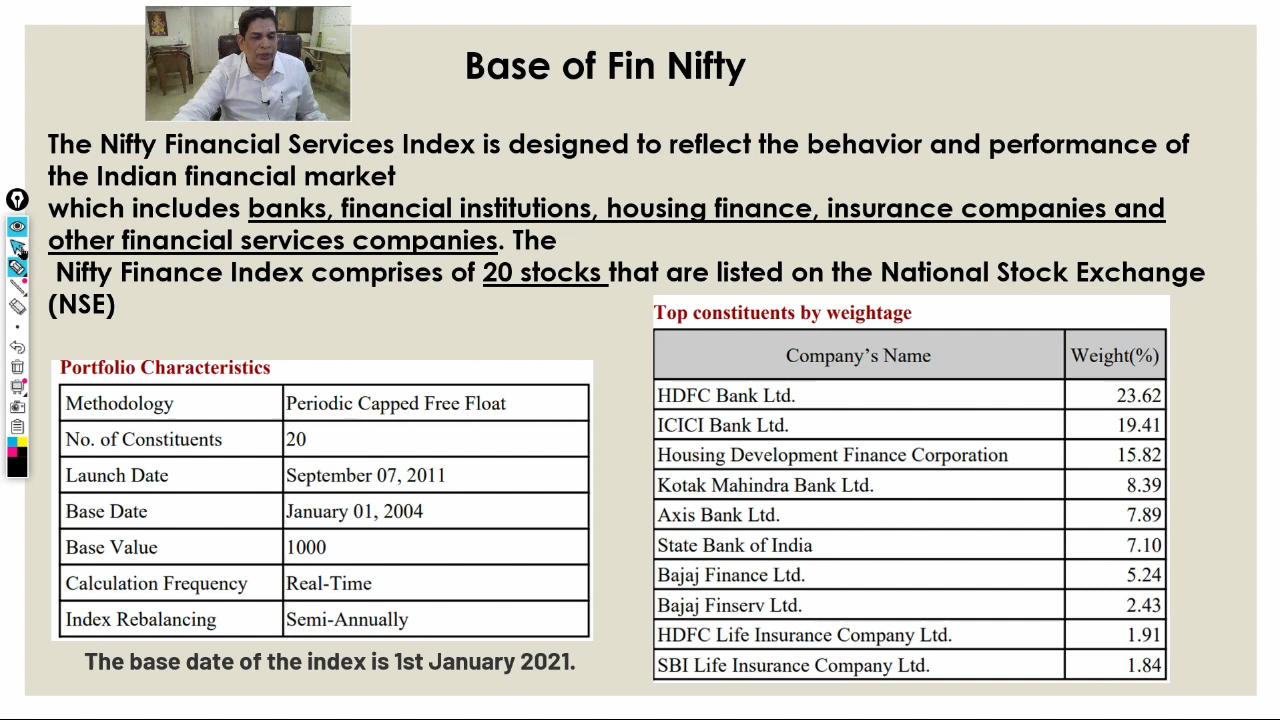 Base of Fin Nifty
The Nifty Financial Services Index is designed to reflect the behavior and performance of
the Indian financial market
which includes banks, financial institutions, housing finance, insurance companies and
other financial services companies. The
Nifty Finance Index comprises of 20 stocks that are listed on the National Stock Exchange
(NSE)
Portfolio Characteristics
Methodology Periodic Capped Free Float
No. of Constituents 20
Launch Date September 07, 2011
Base Date January 01, 2004
Base Value 1000
Calculation Frequency Real-Time
Index Rebalancing Semi-Annually
The base date of the index is 1st January 2021.
Top constituents by weightage
Company's Name Weight(%)
HDFC Bank Ltd. 23.62
ICICI Bank Ltd. 19.41
Housing Development Finance Corporation 15.82
Kotak Mahindra Bank Ltd. 8.39
Axis Bank Ltd. 7.89
State Bank of India 7.10
Bajaj Finance Ltd. 5.24
Bajaj Finserv Ltd. 2.43
HDFC Life Insurance Company Ltd. 1.91
SBI Life Insurance Company Ltd. 1.84